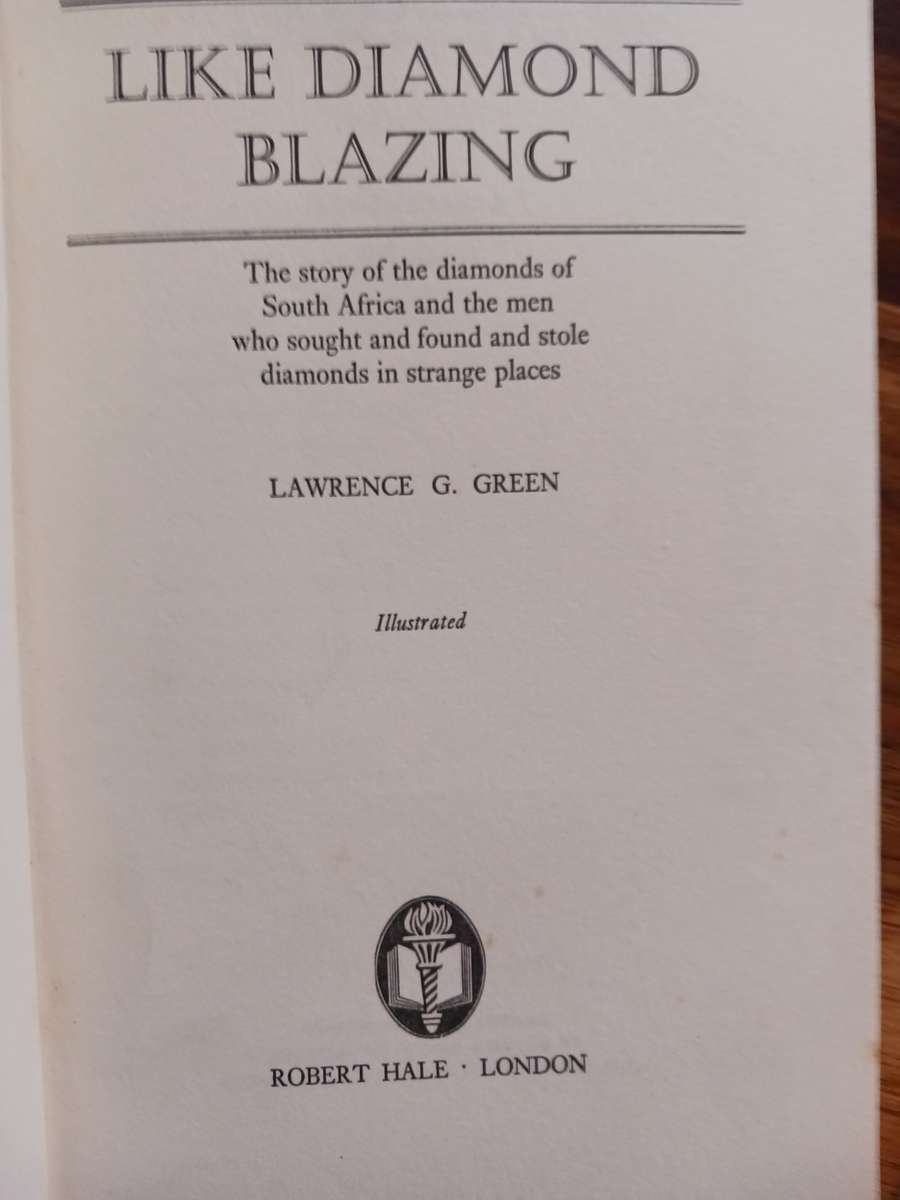 LIKE DIAMOND
BLAZING
The story of the diamonds of
South Africa and the men
who sought and found and stole
diamonds in strange places
LAWRENCE G. GREEN
Illustrated
ROBERT HALE · LONDON